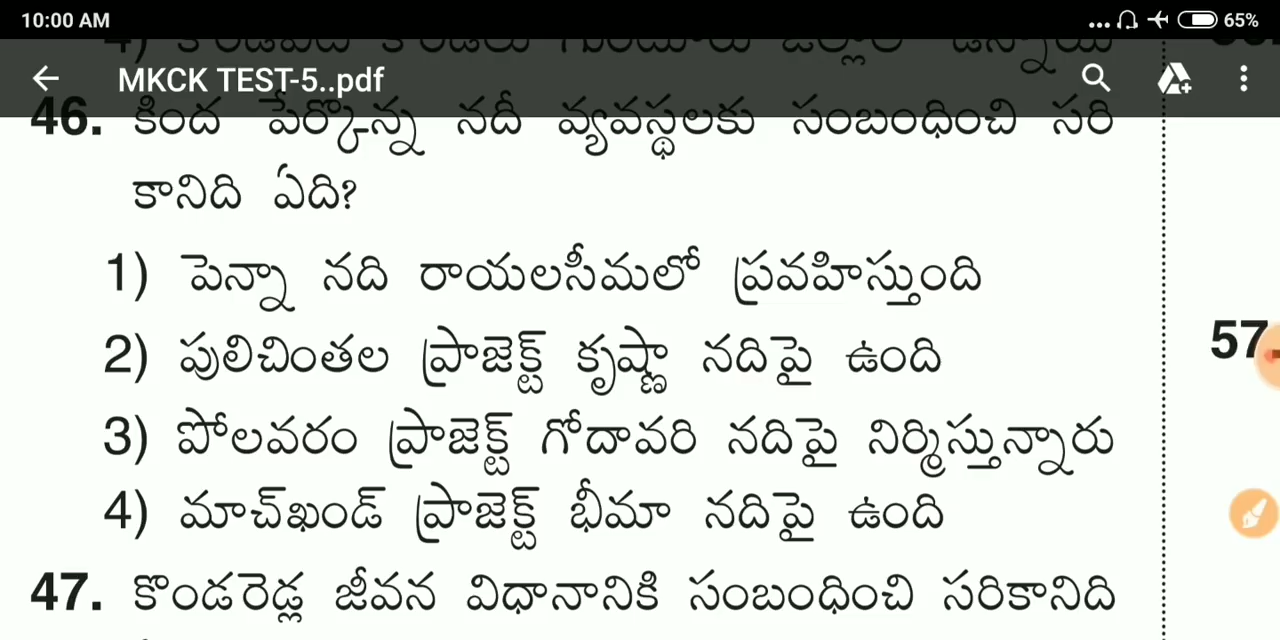 10:00 AM
... 65%
MKCK TEST-5..pdf
46. కింద పేర్కొన్న నదీ వ్యవస్థలకు సంబంధించి సరి
కానిది ఏది?
1) పెన్నా నది రాయలసీమలో ప్రవహిస్తుంది
2) పులిచింతల ప్రాజెక్ట్ కృష్ణా నదిపై ఉంది
3) పోలవరం ప్రాజెక్ట్ గోదావరి నదిపై నిర్మిస్తున్నారు
4) మాచ్‌ఖండ్ ప్రాజెక్ట్ భీమా నదిపై ఉంది
47. కొండరెడ్ల జీవన విధానానికి సంబంధించి సరికానిది
57.